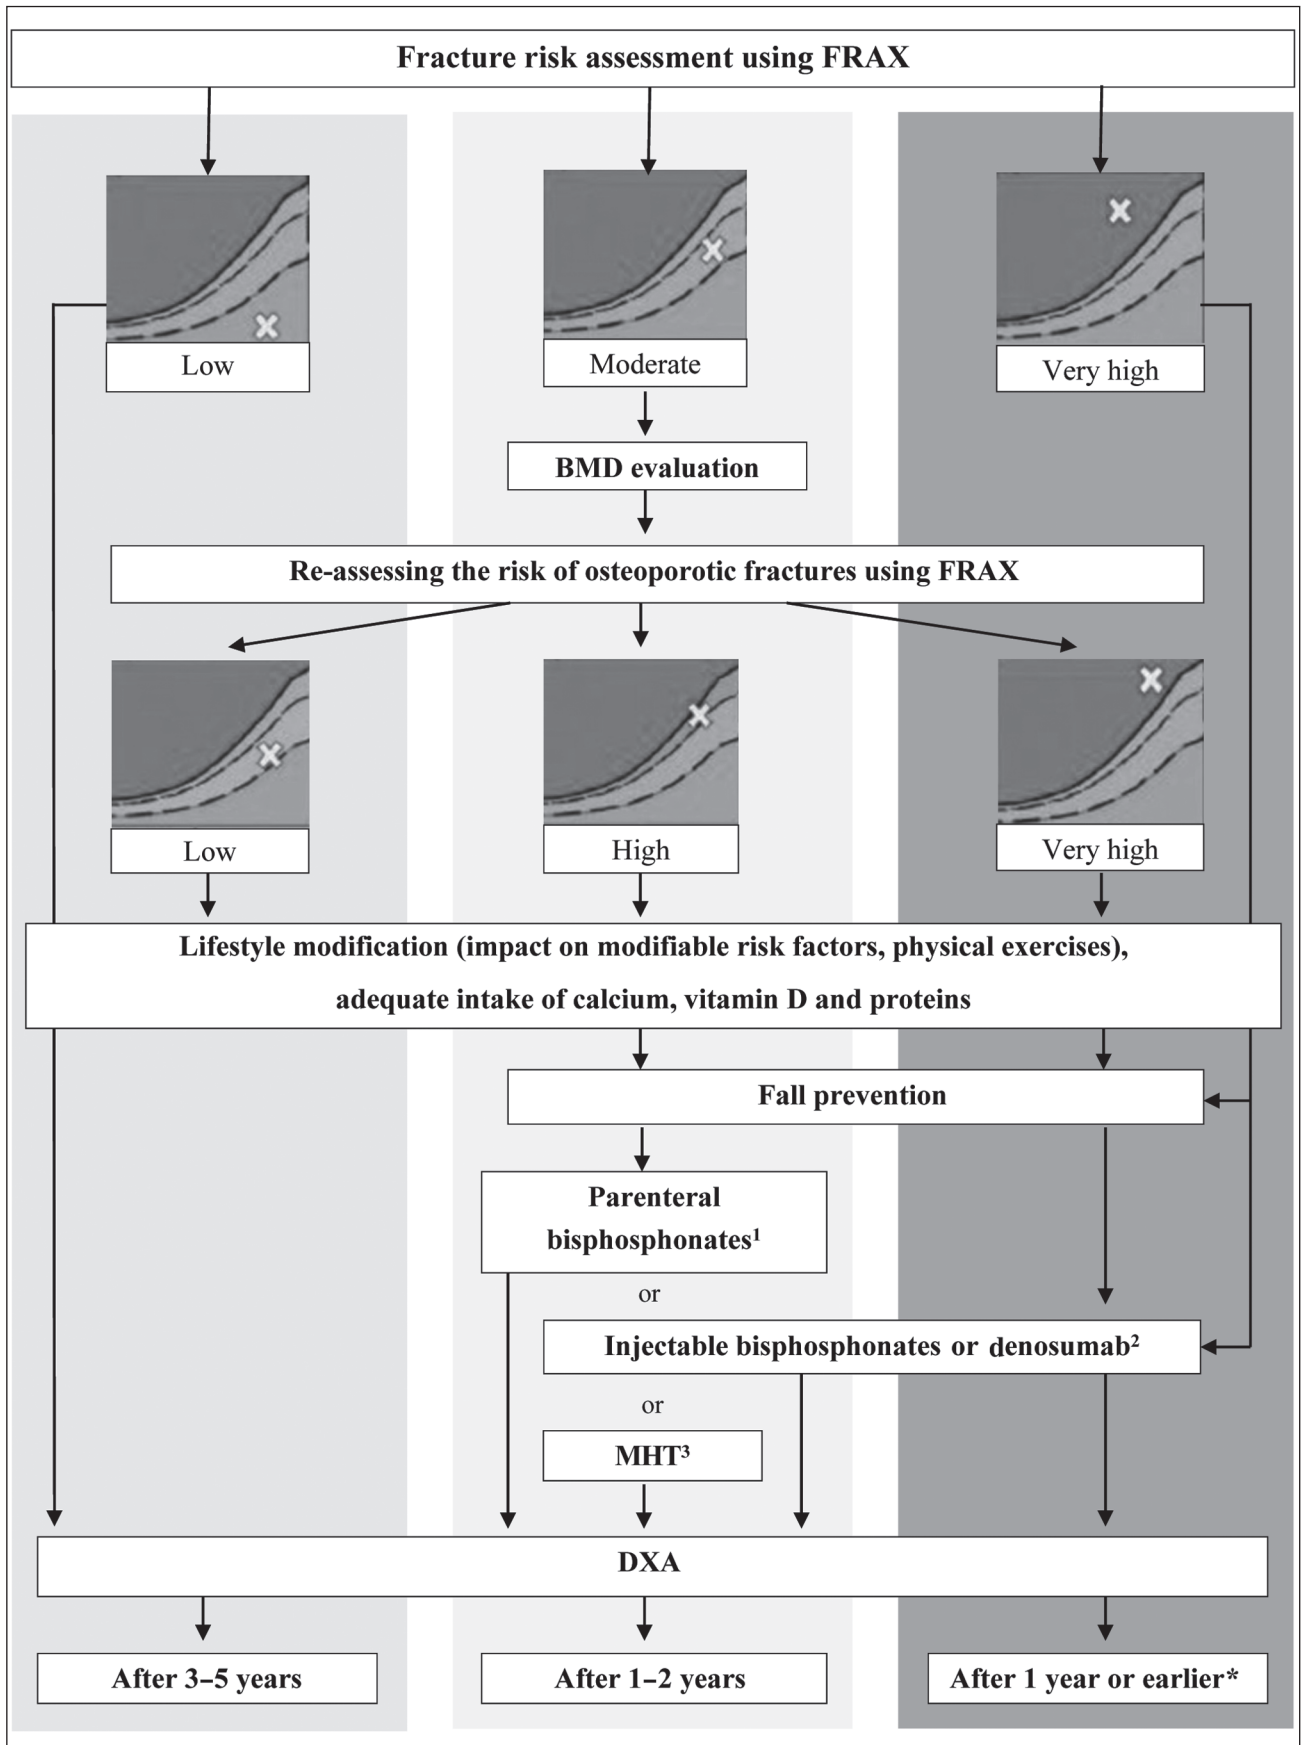 Fracture risk assessment using FRAX
Low
Moderate
Very high
BMD evaluation
Re-assessing the risk of osteoporotic fractures using FRAX
Low
High
Very high
Lifestyle modification (impact on modifiable risk factors, physical exercises),
adequate intake of calcium, vitamin D and proteins
Fall prevention
Parenteral
bisphosphonates¹
or
Injectable bisphosphonates or denosumab²
or
MHT³
DXA
After 3–5 years
After 1–2 years
After 1 year or earlier*